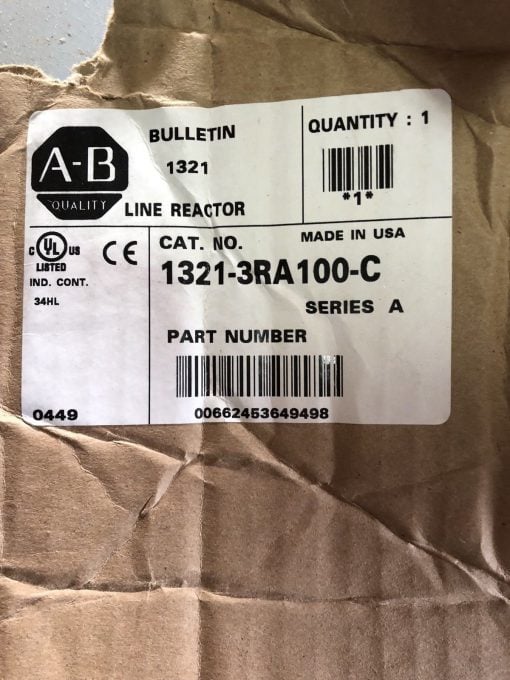 A-B
QUALITY
BULLETIN
1321
LINE REACTOR
QUANTITY : 1
*1*
C UL US
LISTED
IND. CONT.
34HL
CE
0449
CAT. NO.
MADE IN USA
1321-3RA100-C
SERIES A
PART NUMBER
00662453649498